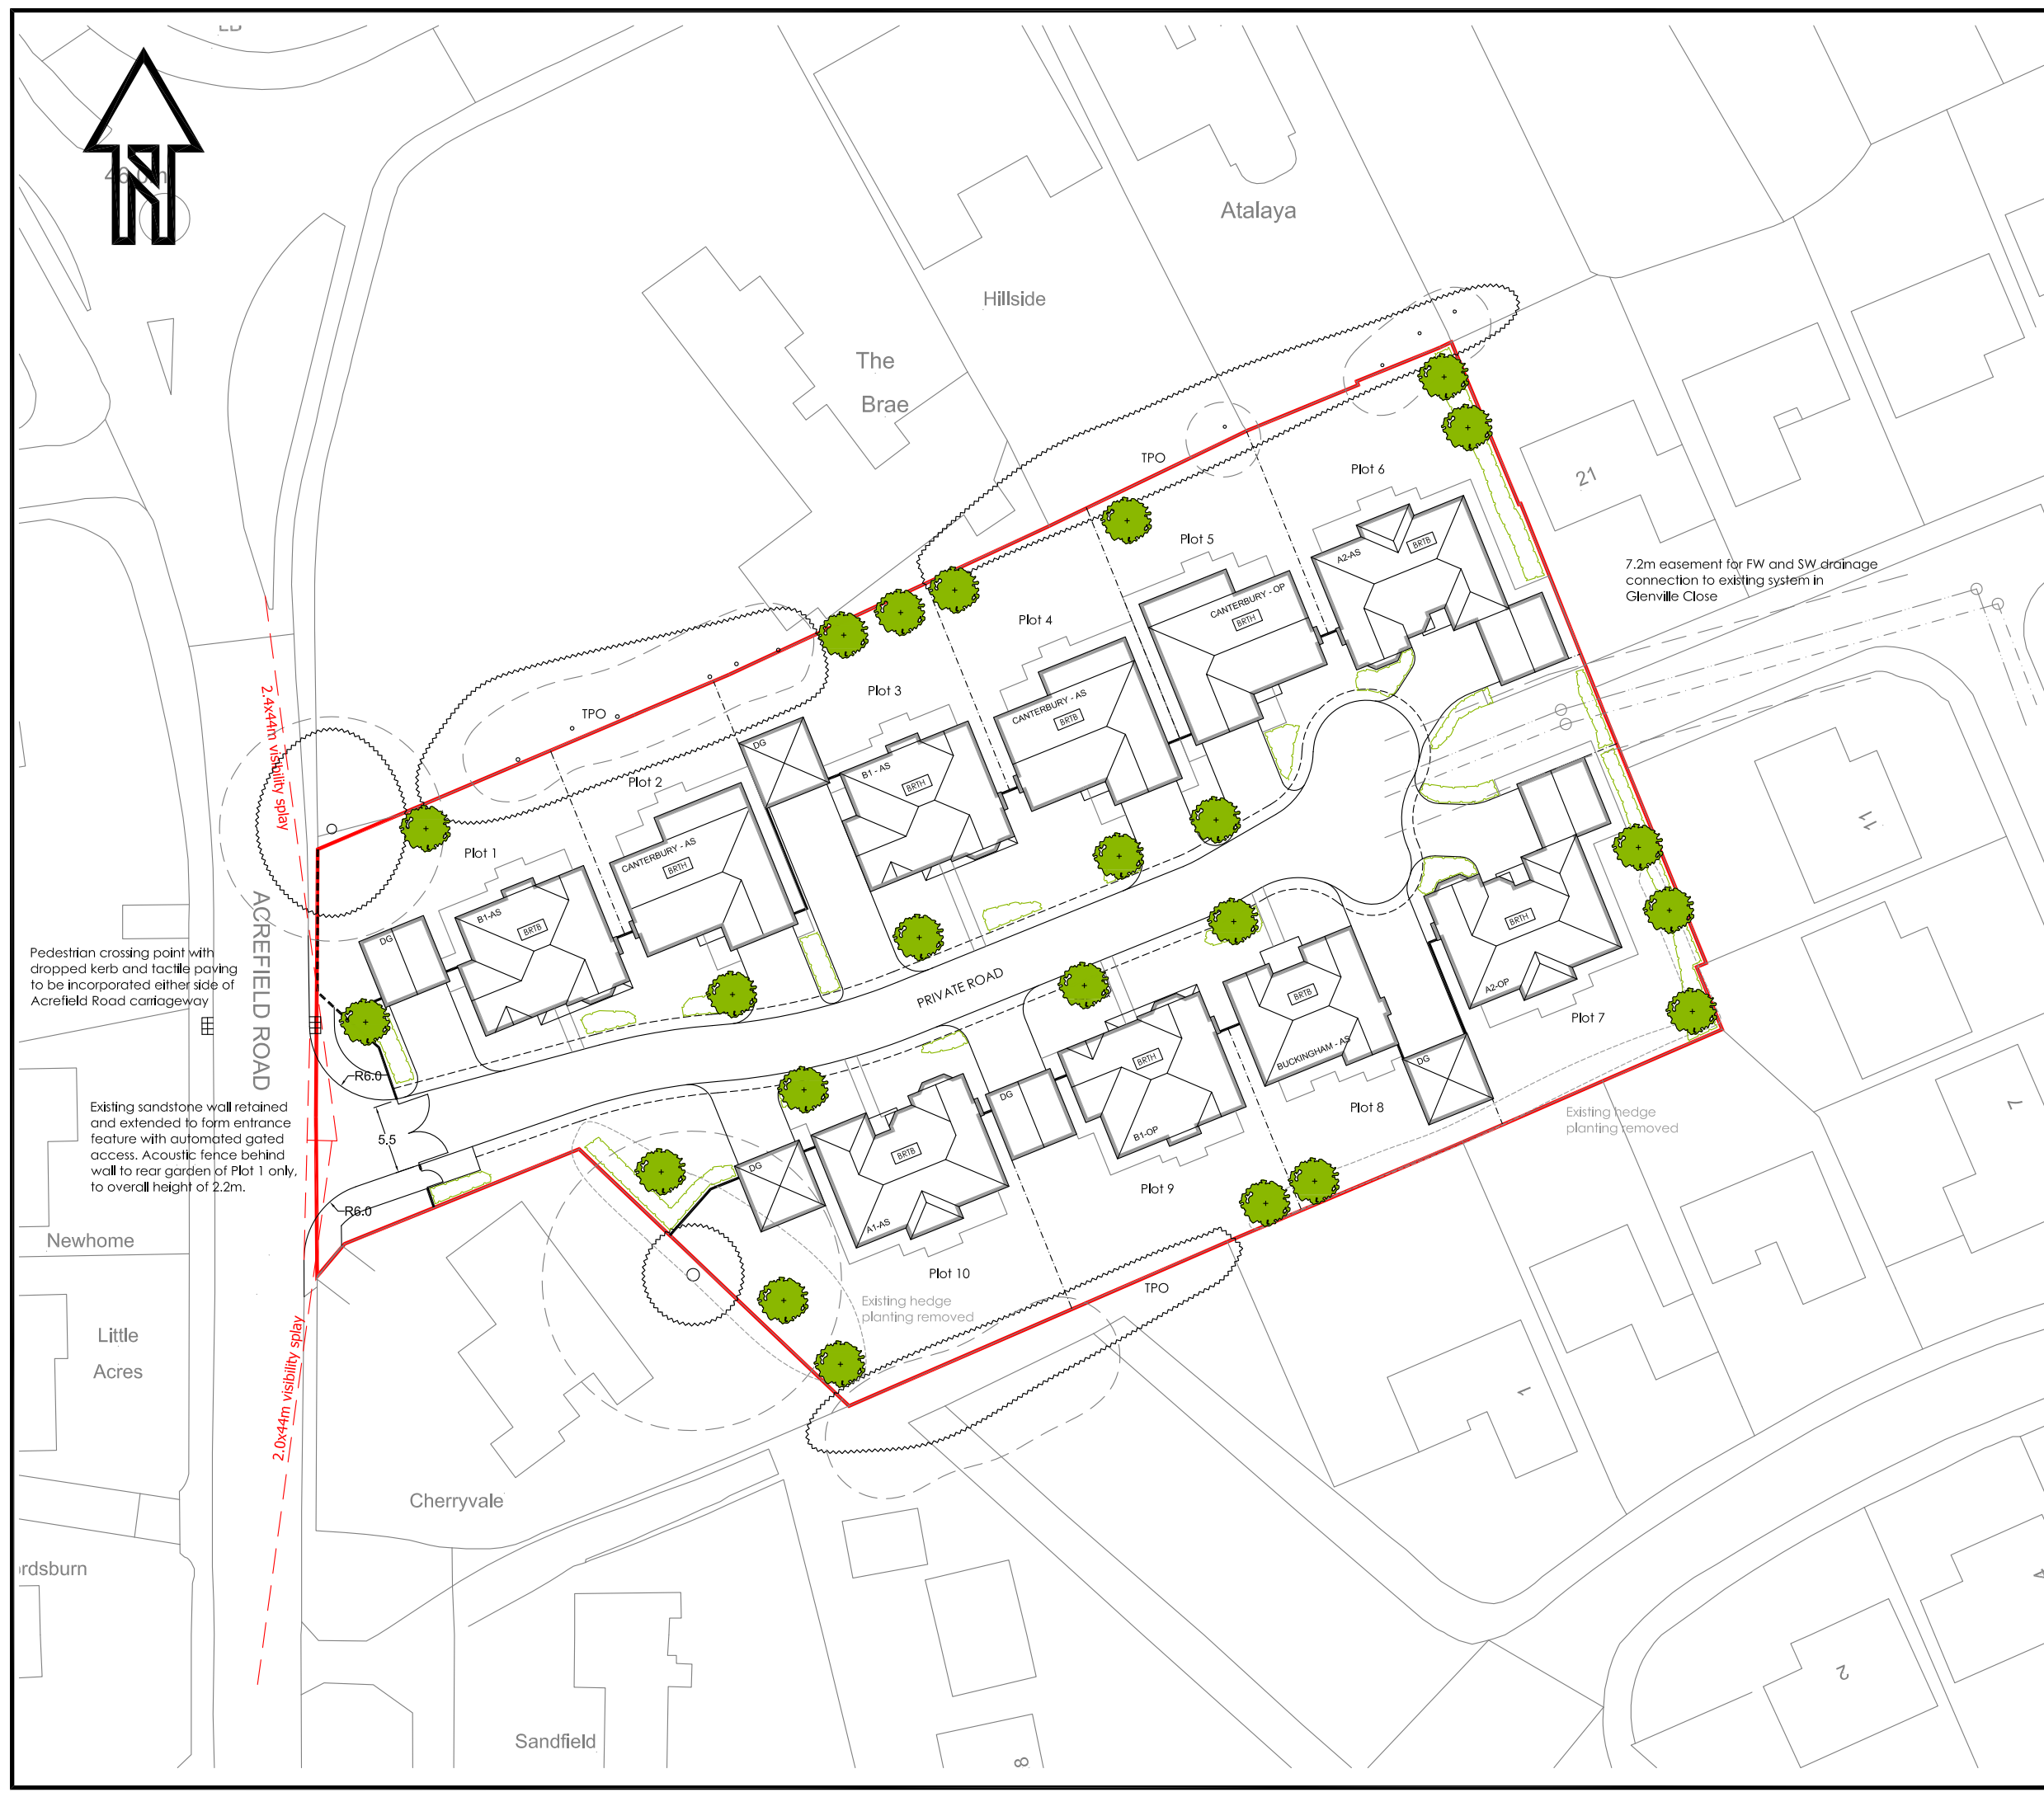 N
Atalaya
Hillside
The
Brae
TPO
Plot 6
21
Plot 5
A2-AS
BRTB
7.2m easement for FW and SW drainage
connection to existing system in
Glenville Close
CANTERBURY - OP
BRTH
Plot 4
2.4x44m visibility splay
TPO
Plot 3
CANTERBURY - AS
BRTB
DG
B1 - AS
BRTH
Plot 2
11
Plot 1
CANTERBURY - AS
BRTH
B1-AS
BRTB
DG
ACREFIELD ROAD
Pedestrian crossing point with
dropped kerb and tactile paving
to be incorporated either side of
Acrefield Road carriageway
PRIVATE ROAD
BRTH
A2-OP
Plot 7
BRTB
BUCKINGHAM - AS
DG
R6.0
Existing sandstone wall retained
and extended to form entrance
feature with automated gated
access. Acoustic fence behind
wall to rear garden of Plot 1 only,
to overall height of 2.2m.
5.5
R6.0
BRTH
B1-OP
DG
Plot 8
Existing hedge
planting removed
7
BRTB
A1-AS
DG
Plot 9
Plot 10
TPO
Existing hedge
planting removed
Newhome
Little
Acres
2.0x44m visibility splay
1
Cherryvale
rdsburn
4
2
Sandfield
8